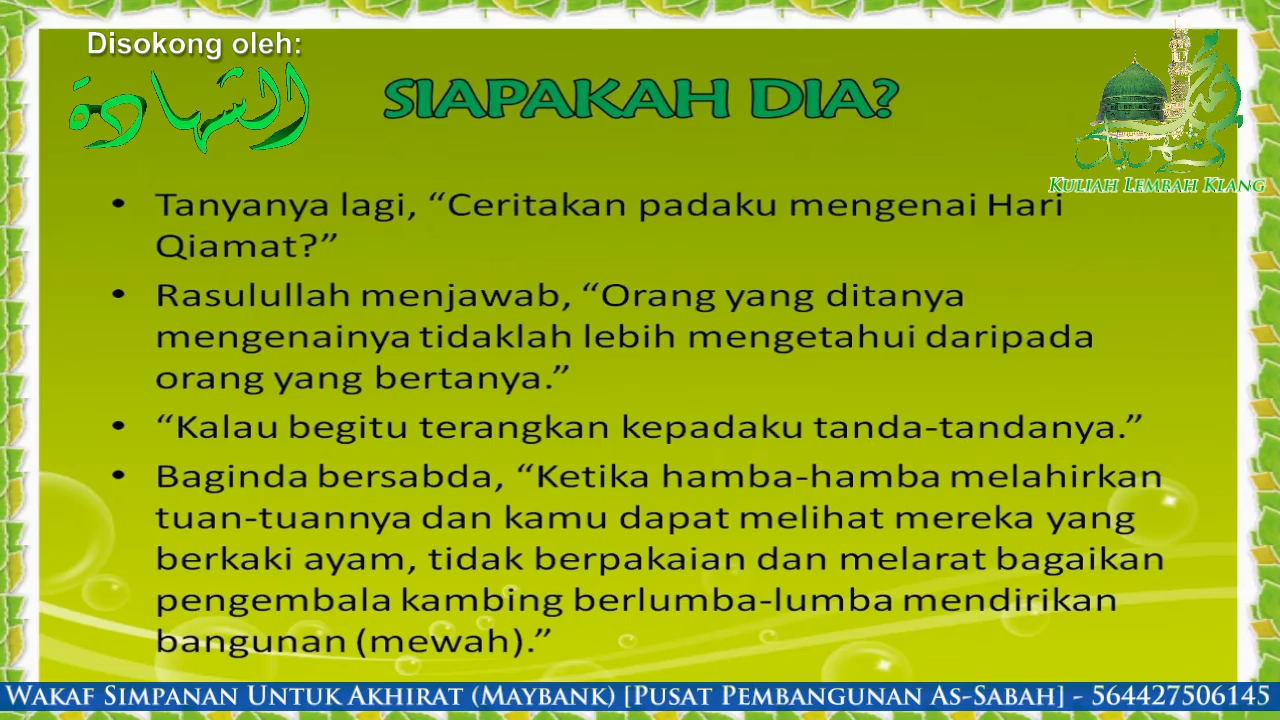 Disokong oleh:
الشهادة
SIAPAKAH DIA?
KULIAH LEMBAH KLANG
• Tanyanya lagi, “Ceritakan padaku mengenai Hari
Qiamat?”
• Rasulullah menjawab, “Orang yang ditanya
mengenainya tidaklah lebih mengetahui daripada
orang yang bertanya.”
• “Kalau begitu terangkan kepadaku tanda-tandanya.”
• Baginda bersabda, “Ketika hamba-hamba melahirkan
tuan-tuannya dan kamu dapat melihat mereka yang
berkaki ayam, tidak berpakaian dan melarat bagaikan
pengembala kambing berlumba-lumba mendirikan
bangunan (mewah).”
WAKAF SIMPANAN UNTUK AKHIRAT (MAYBANK) [PUSAT PEMBANGUNAN AS-SABAH] - 564427506145